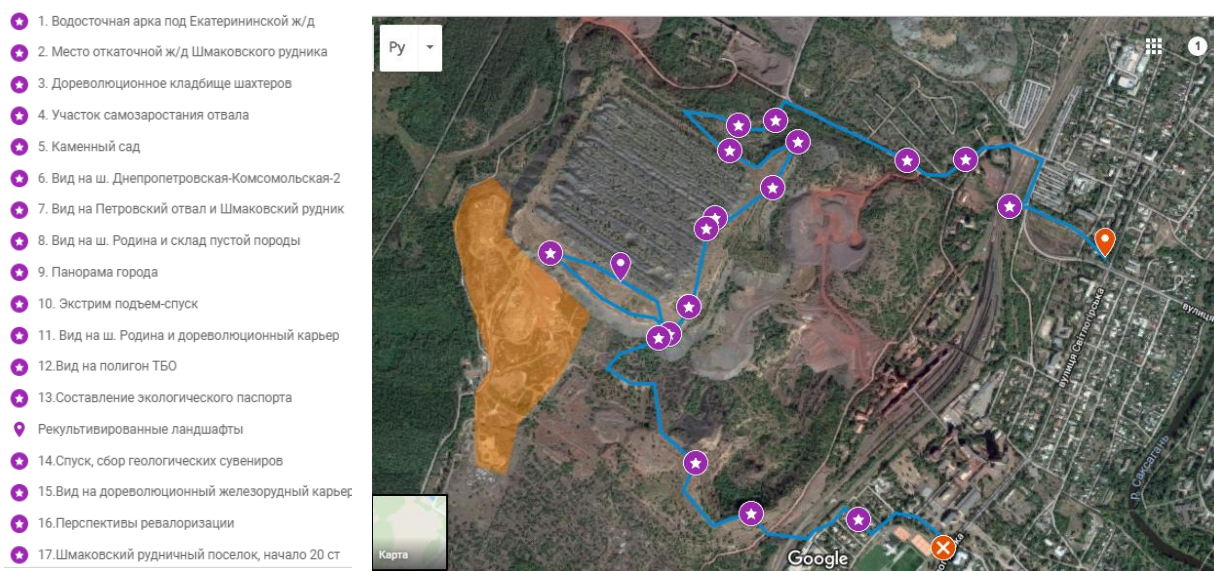 1. Водосточная арка под Екатерининской ж/д
2. Место откаточной ж/д Шмаковского рудника
3. Дореволюционное кладбище шахтеров
4. Участок самозаростания отвала
5. Каменный сад
6. Вид на ш. Днепропетровская-Комсомольская-2
7. Вид на Петровский отвал и Шмаковский рудник
8. Вид на ш. Родина и склад пустой породы
9. Панорама города
10. Экстрим подъем-спуск
11. Вид на ш. Родина и дореволюционный карьер
12.Вид на полигон ТБО
13.Составление экологического паспорта
Рекультивированные ландшафты
14.Спуск, сбор геологических сувениров
15.Вид на дореволюционный железорудный карьер
16.Перспективы ревалоризации
17.Шмаковский рудничный поселок, начало 20 ст
Ру
1
вулиця Світлогірська
вулиця
р. Саксагань
Карта
Google